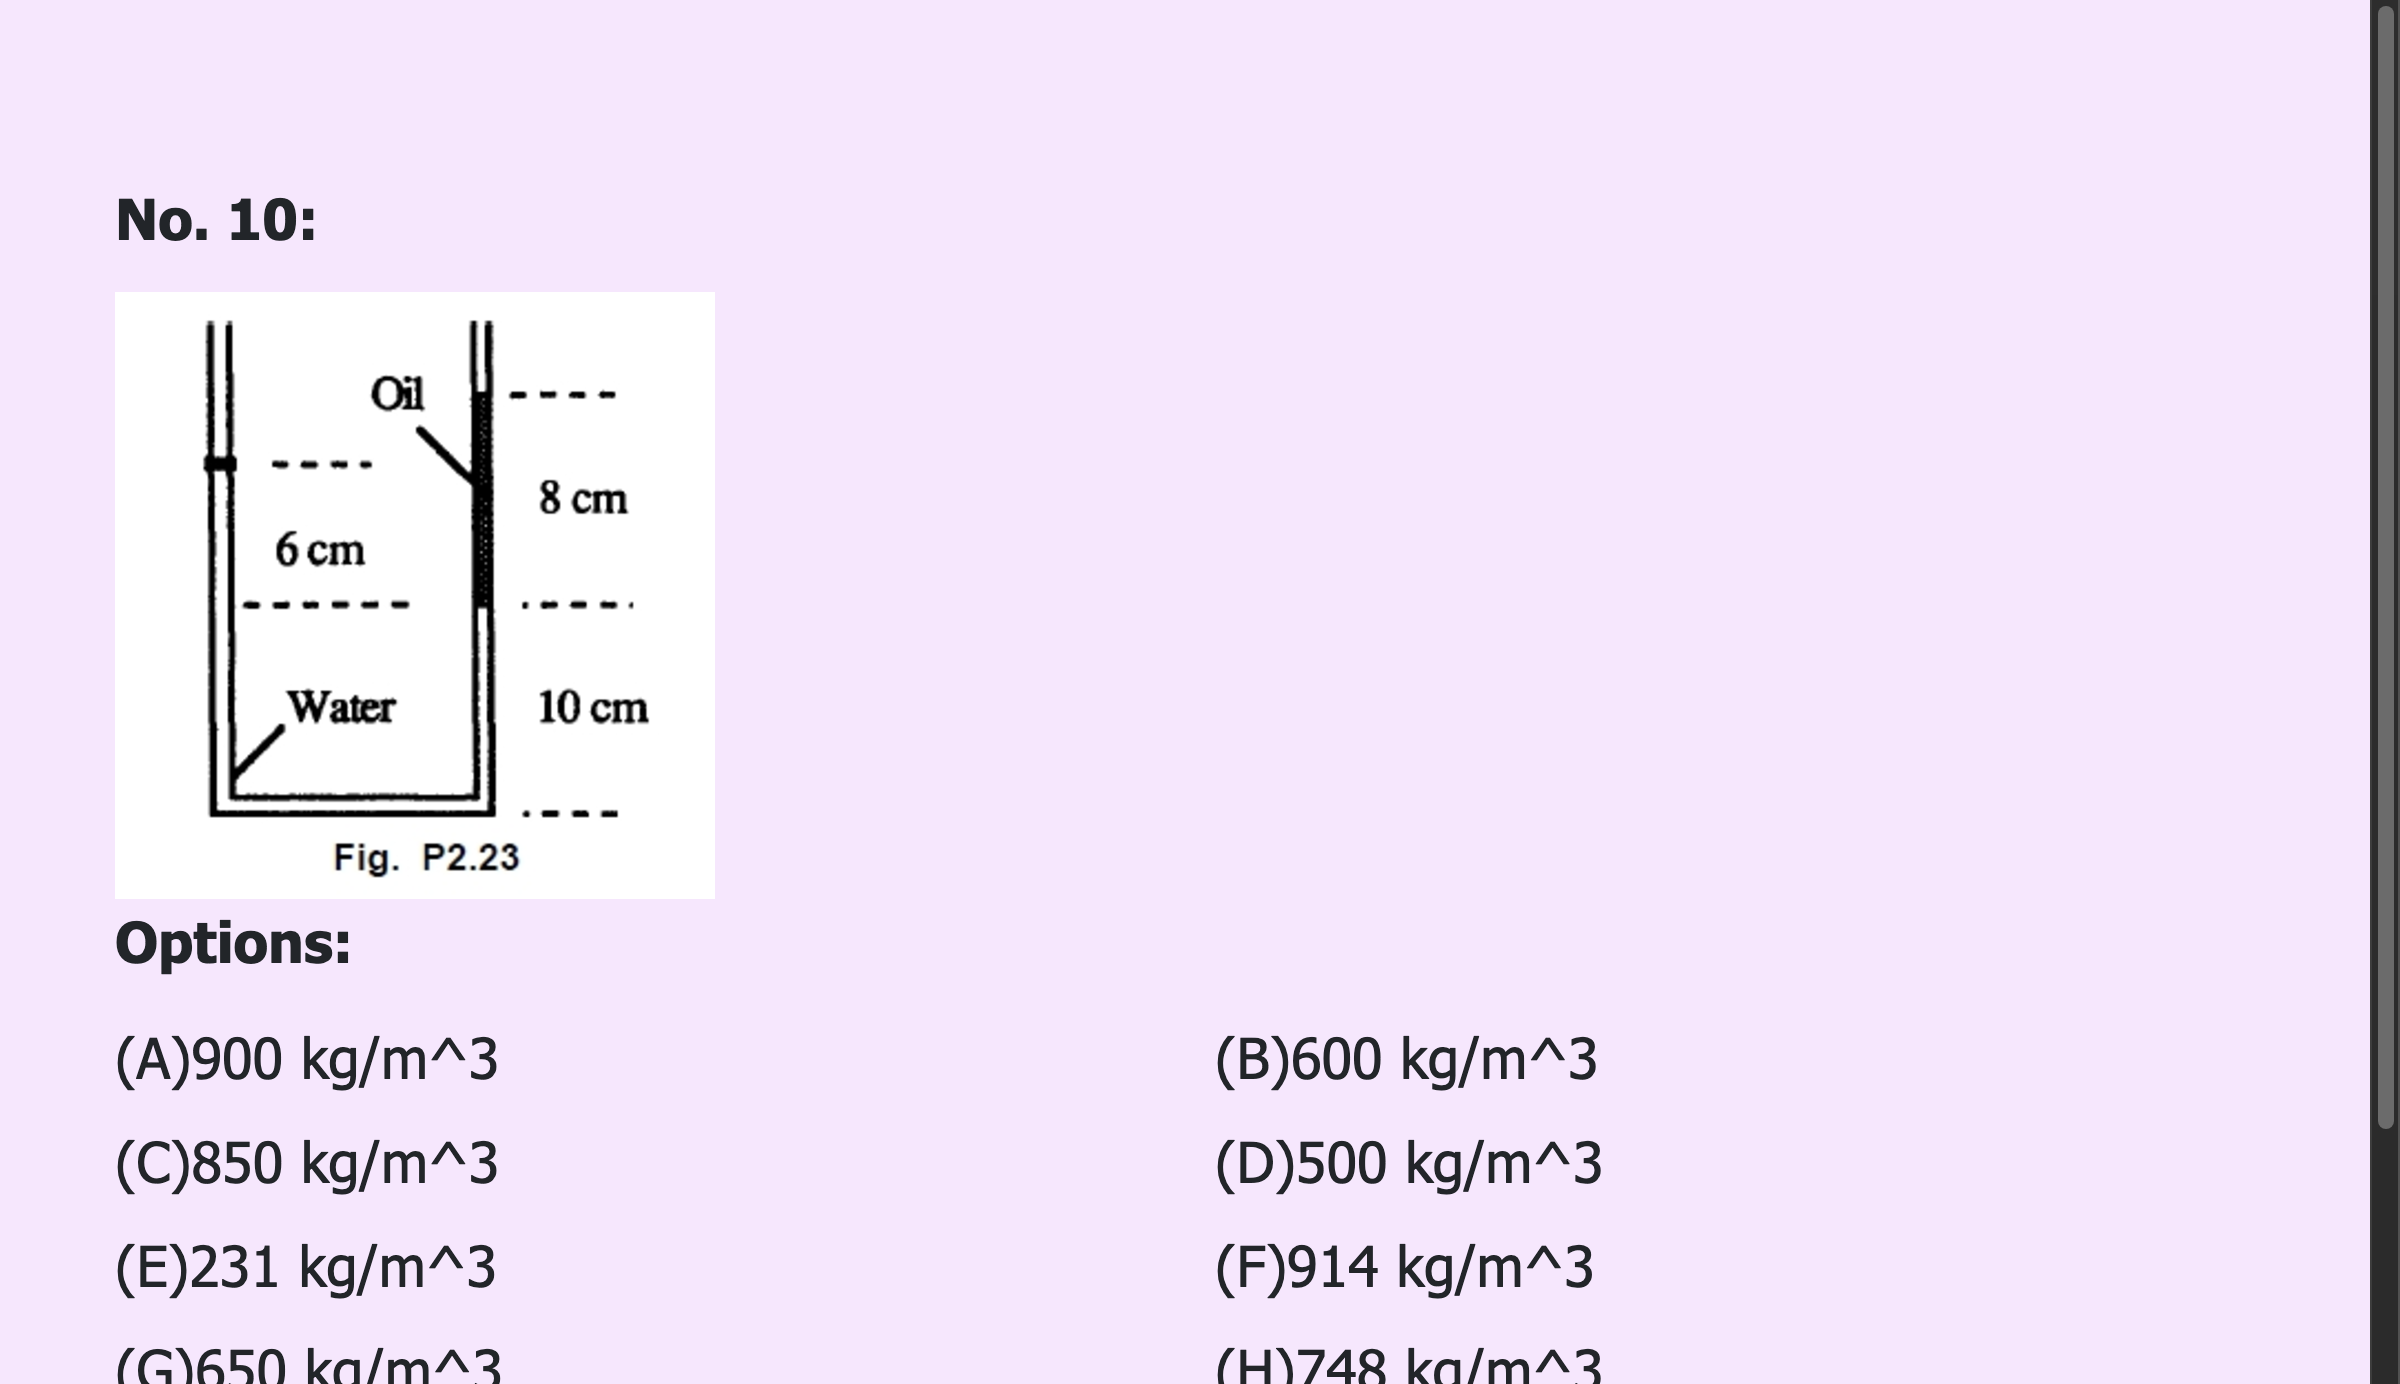 No. 10:
Oil
8 cm
6 cm
Water
10 cm
Fig. P2.23
Options:
(A)900 kg/m^3
(B)600 kg/m^3
(C)850 kg/m^3
(D)500 kg/m^3
(E)231 kg/m^3
(F)914 kg/m^3
(G)650 kg/m^3
(H)748 kg/m^3